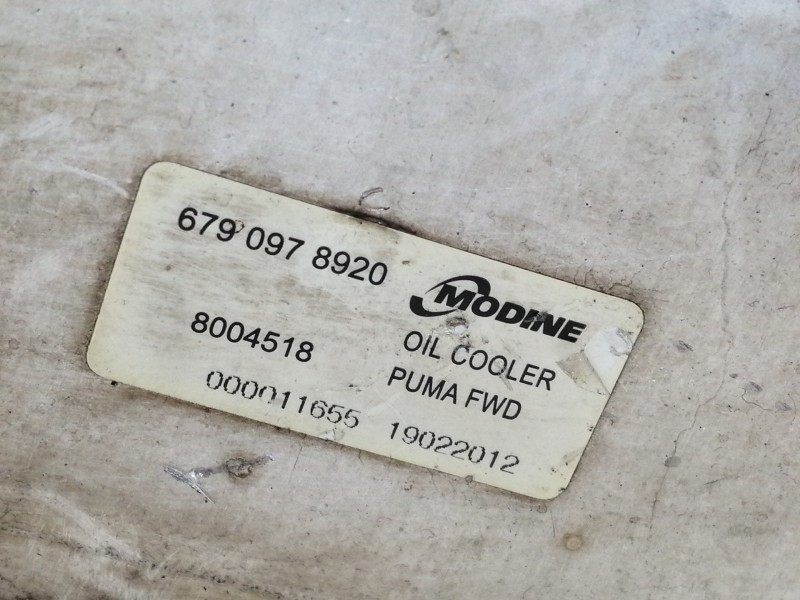 679 097 8920
MODINE
8004518
OIL COOLER
PUMA FWD
000011655 19022012